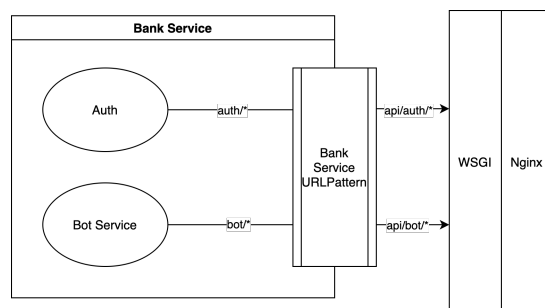 Bank Service
Auth
auth/*
Bank
Service
URLPattern
api/auth/*
WSGI
Nginx
Bot Service
bot/*
api/bot/*